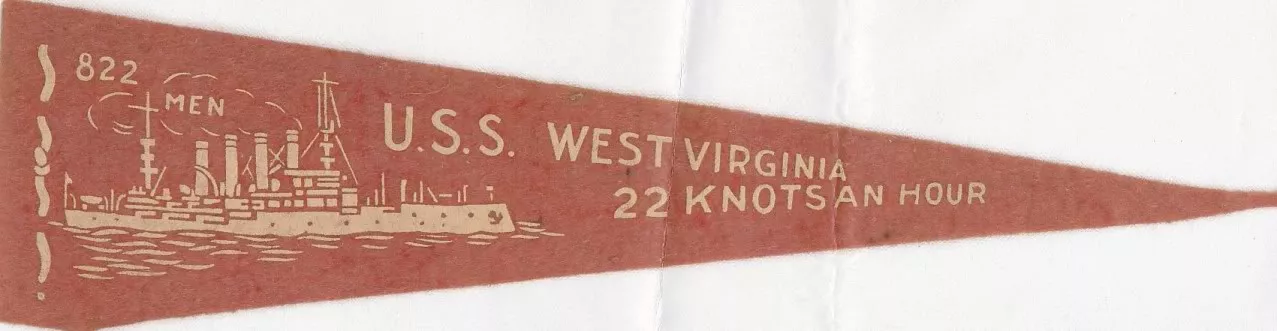 822
MEN
U.S.S. WEST VIRGINIA
22 KNOTS AN HOUR